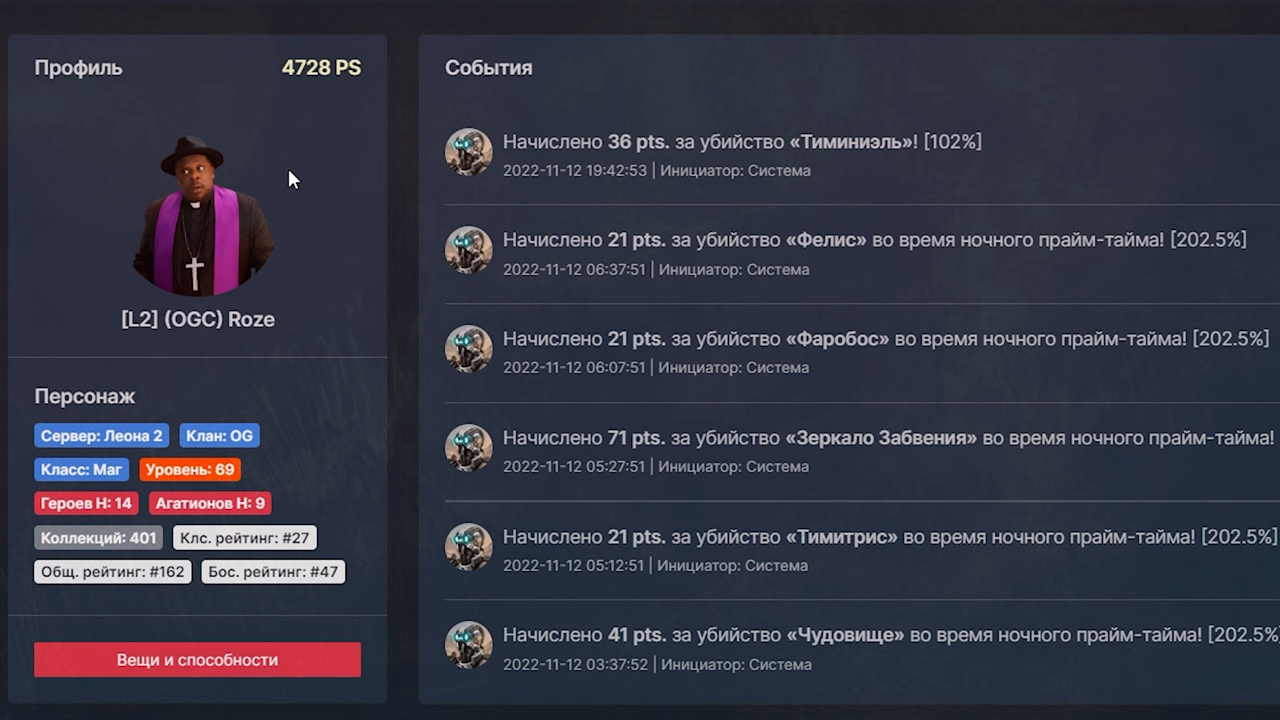 Профиль
4728 PS
[L2] (OGC) Roze
Персонаж
Сервер: Леона 2
Клан: OG
Класс: Маг
Уровень: 69
Героев H: 14
Агатионов H: 9
Коллекций: 401
Клс. рейтинг: #27
Общ. рейтинг: #162
Бос. рейтинг: #47
Вещи и способности
События
Начислено 36 pts. за убийство «Тиминиэль»! [102%]
2022-11-12 19:42:53 | Инициатор: Система
Начислено 21 pts. за убийство «Фелис» во время ночного прайм-тайма! [202.5%]
2022-11-12 06:37:51 | Инициатор: Система
Начислено 21 pts. за убийство «Фаробос» во время ночного прайм-тайма! [202.5%]
2022-11-12 06:07:51 | Инициатор: Система
Начислено 71 pts. за убийство «Зеркало Забвения» во время ночного прайм-тайма!
2022-11-12 05:27:51 | Инициатор: Система
Начислено 21 pts. за убийство «Тимитрис» во время ночного прайм-тайма! [202.5%]
2022-11-12 05:12:51 | Инициатор: Система
Начислено 41 pts. за убийство «Чудовище» во время ночного прайм-тайма! [202.5%
2022-11-12 03:37:52 | Инициатор: Система